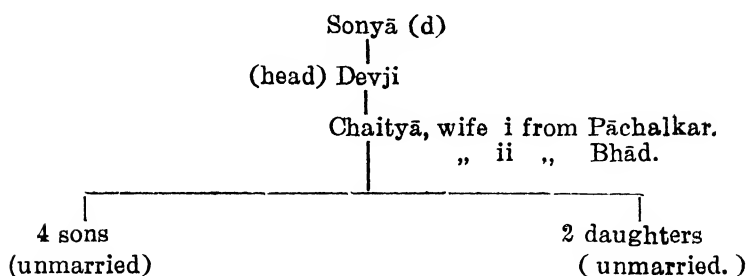 Sonyā (d)
(head) Devji
Chaityā, wife i from Pāchalkar.
„ ii „ Bhād.
4 sons 2 daughters
(unmarried) ( unmarried. )